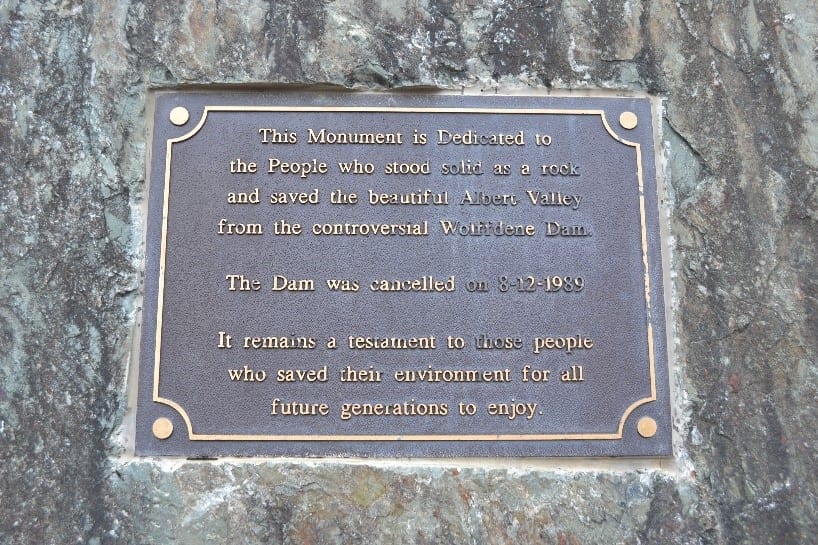 This Monument is Dedicated to
the People who stood solid as a rock
and saved the beautiful Albert Valley
from the controversial Wolffdene Dam.
The Dam was cancelled on 8-12-1989
It remains a testament to those people
who saved their environment for all
future generations to enjoy.